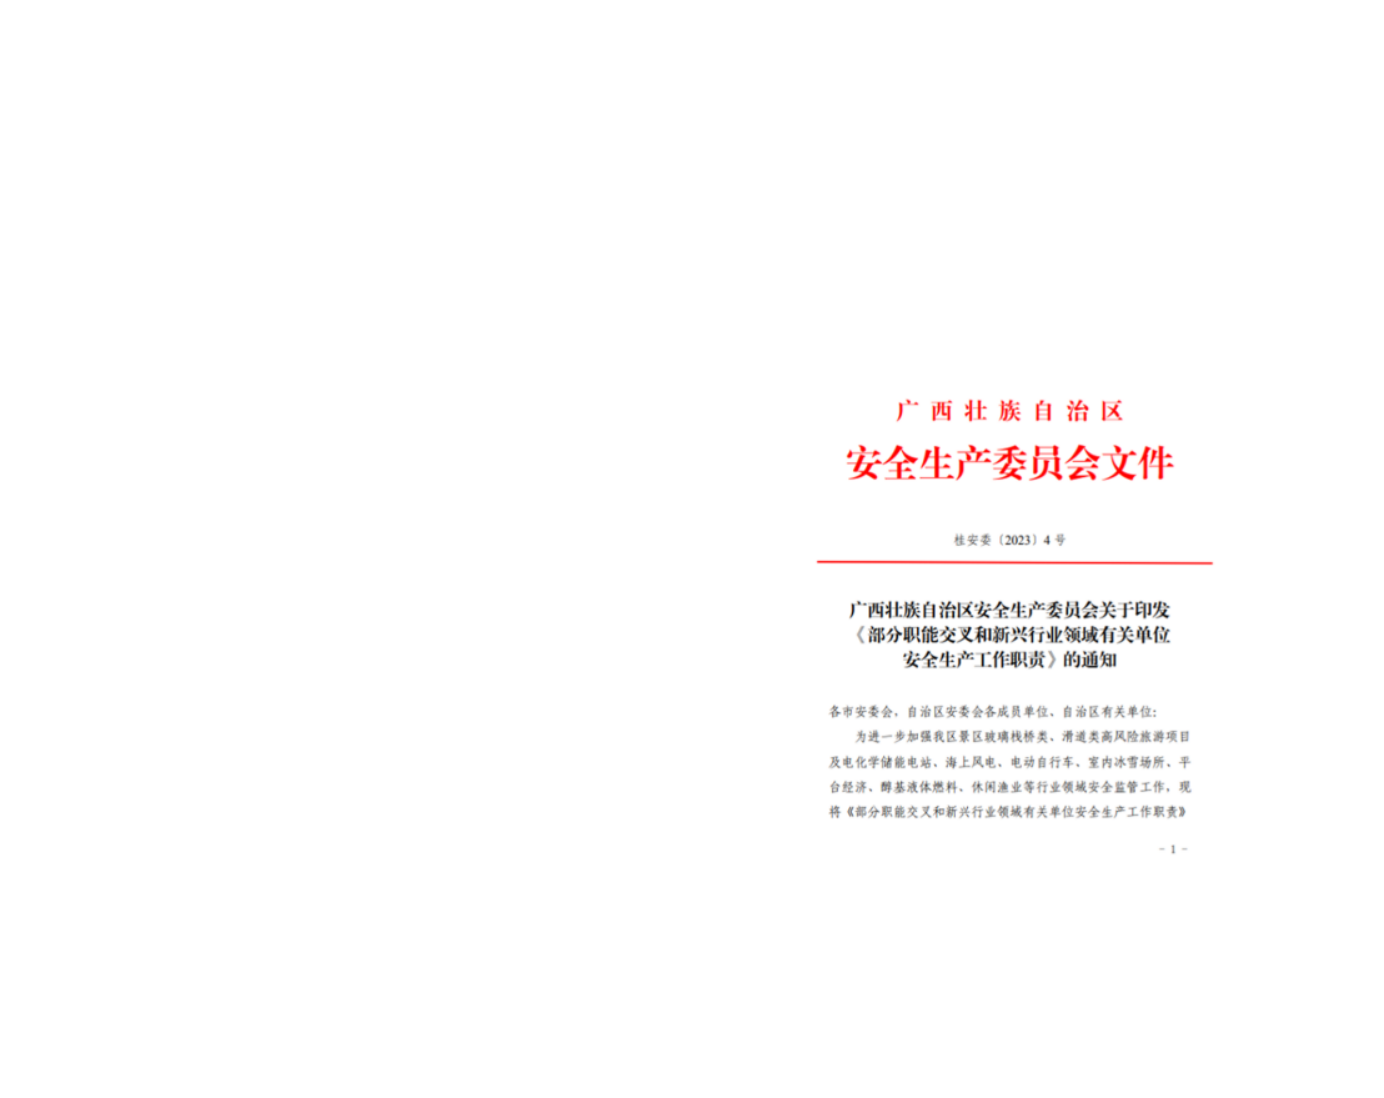 广西壮族自治区
安全生产委员会文件
桂安委〔2023〕4 号
广西壮族自治区安全生产委员会关于印发
《部分职能交叉和新兴行业领域有关单位
安全生产工作职责》的通知
各市安委会，自治区安委会各成员单位、自治区有关单位：
为进一步加强我区景区玻璃栈桥类、滑道类高风险旅游项目
及电化学储能电站、海上风电、电动自行车、室内冰雪场所、平
台经济、醇基液体燃料、休闲渔业等行业领域安全监管工作，现
将《部分职能交叉和新兴行业领域有关单位安全生产工作职责》
－ 1 －